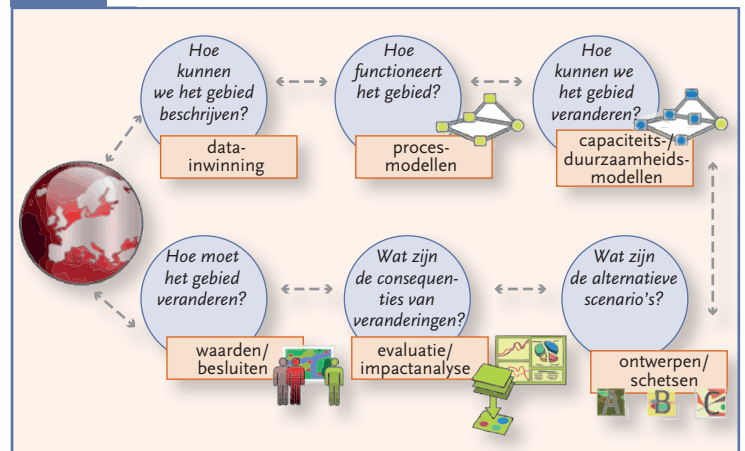 Hoe
kunnen
we het gebied
beschrijven?
data-
inwinning
Hoe
functioneert
het gebied?
proces-
modellen
Hoe
kunnen we
het gebied
veranderen?
capaciteits-/
duurzaamheids-
modellen
Hoe moet
het gebied
veranderen?
waarden/
besluiten
Wat zijn
de consequen-
ties van
veranderingen?
evaluatie/
impactanalyse
Wat zijn
de alternatieve
scenario's?
ontwerpen/
schetsen
A B C